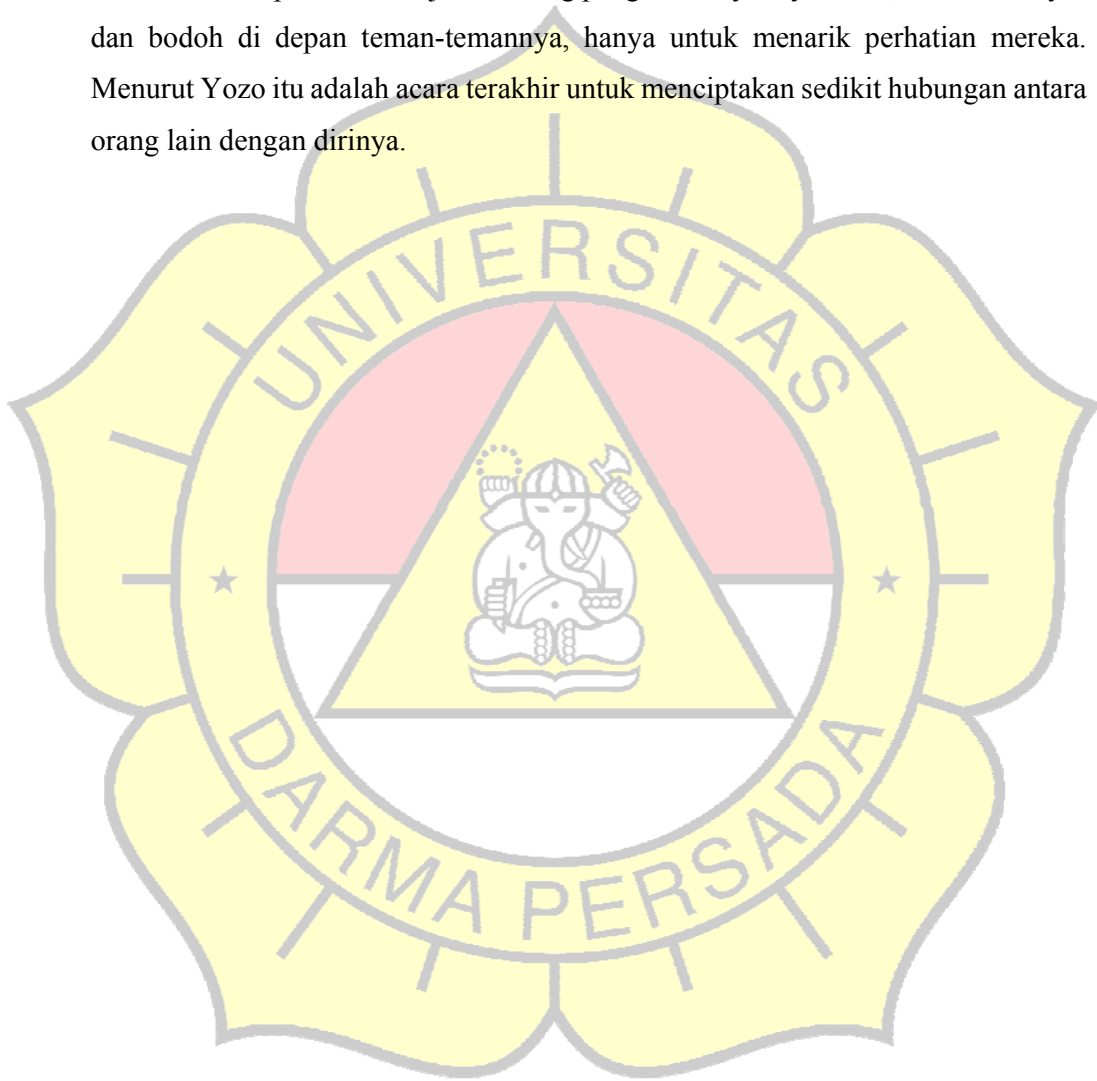 dan bodoh di depan teman-temannya, hanya untuk menarik perhatian mereka.
Menurut Yozo itu adalah acara terakhir untuk menciptakan sedikit hubungan antara
orang lain dengan dirinya.
UNIVERSITAS
DARMA PERSADA